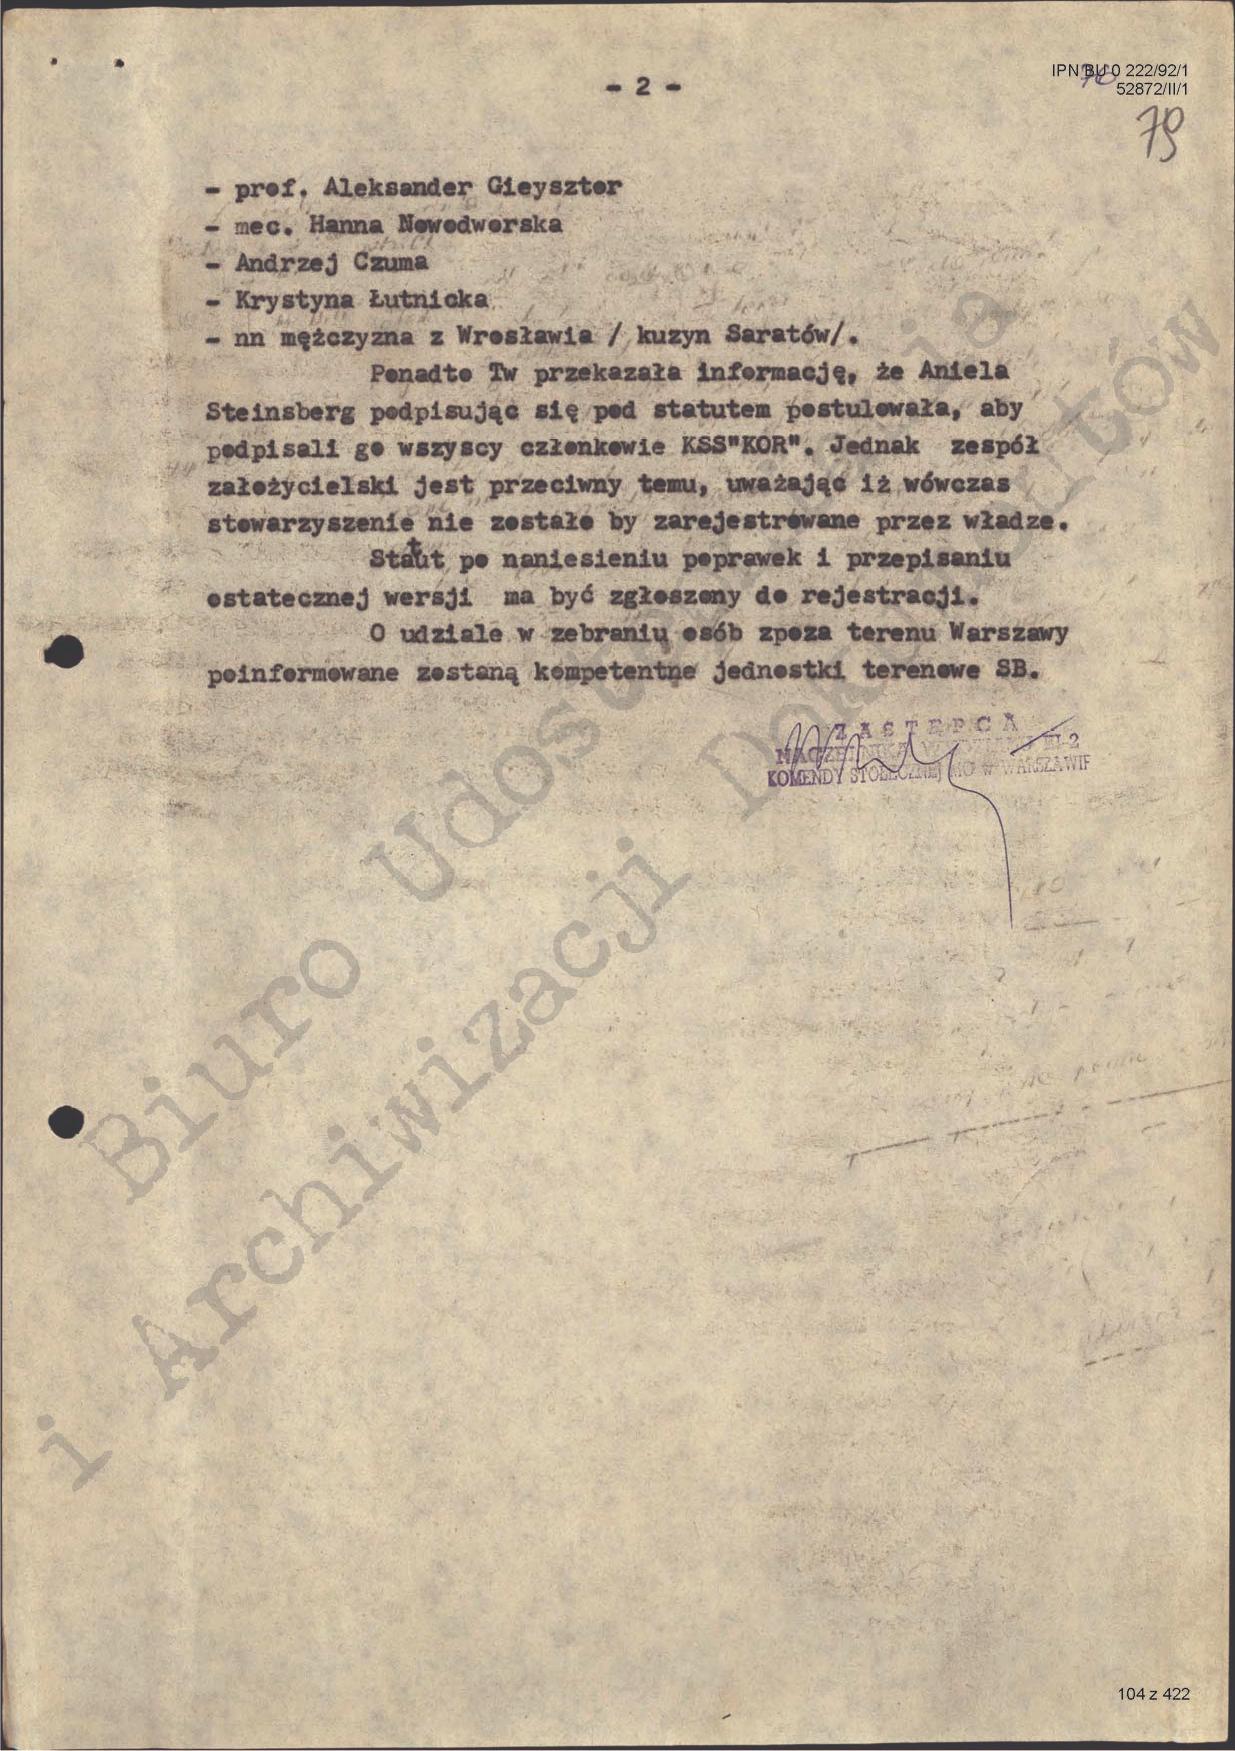 IPN BU 0 222/92/1
52872/II/1
- 2 -
79
- prof. Aleksander Gieysztor
- mec. Hanna Nowodworska
- Andrzej Czuma
- Krystyna Łutnicka
- nn mężczyzna z Wrosławia / kuzyn Saratów/.
Ponadto Tw przekazała informację, że Aniela
Steinsberg podpisując się pod statutem postulowała, aby
podpisali go wszyscy członkowie KSS"KOR". Jednak zespół
założycielski jest przeciwny temu, uważając iż wówczas
stowarzyszenie nie zostało by zarejestrowane przez władze.
Statut po naniesieniu poprawek i przepisaniu
ostatecznej wersji ma być zgłoszony do rejestracji.
O udziale w zebraniu osób zpoza terenu Warszawy
poinformowane zostaną kompetentne jednostki terenowe SB.
ZASTĘPCA
NACZELNIKA WYDZIAŁU III-2
KOMENDY STOŁECZNEJ MO w WARSZAWIE
Biuro Udostępniania
i Archiwizacji Dokumentów
104 z 422